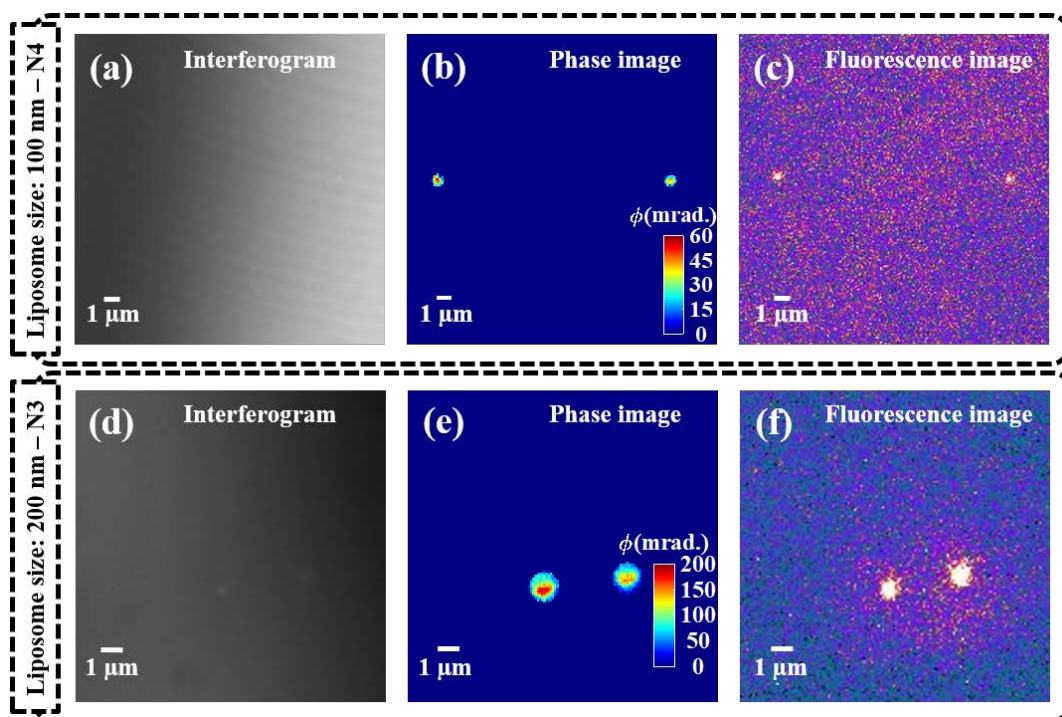 Liposome size: 100 nm – N4
(a)
Interferogram
1 μm
(b)
Phase image
ϕ(mrad.)
60
45
30
15
0
1 μm
(c)
Fluorescence image
1 μm
Liposome size: 200 nm – N3
(d)
Interferogram
1 μm
(e)
Phase image
ϕ(mrad.)
200
150
100
50
0
1 μm
(f)
Fluorescence image
1 μm